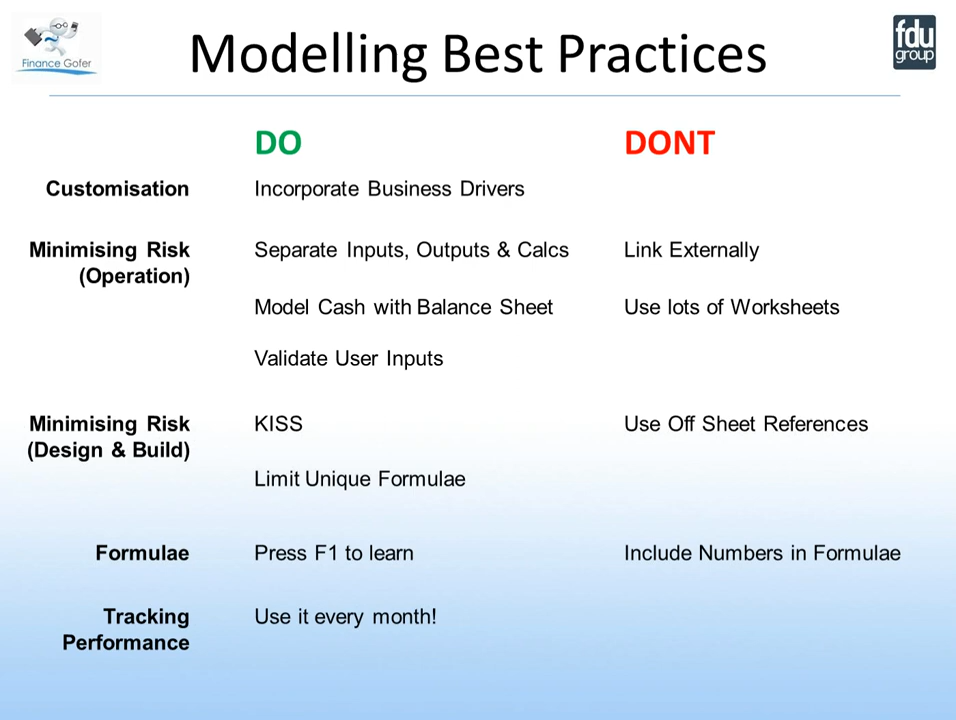 Finance Gofer
Modelling Best Practices
fdu
group
DO
DONT
Customisation
Incorporate Business Drivers
Minimising Risk
(Operation)
Separate Inputs, Outputs & Calcs
Link Externally
Model Cash with Balance Sheet
Use lots of Worksheets
Validate User Inputs
Minimising Risk
(Design & Build)
KISS
Use Off Sheet References
Limit Unique Formulae
Formulae
Press F1 to learn
Include Numbers in Formulae
Tracking
Performance
Use it every month!